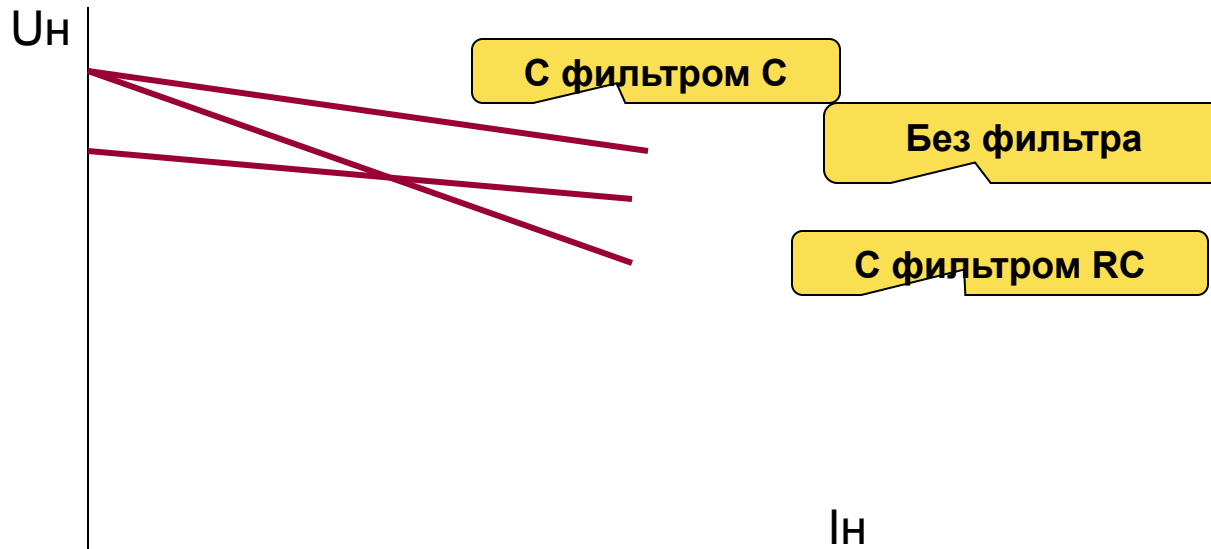 Uн
С фильтром С
Без фильтра
С фильтром RC
Iн